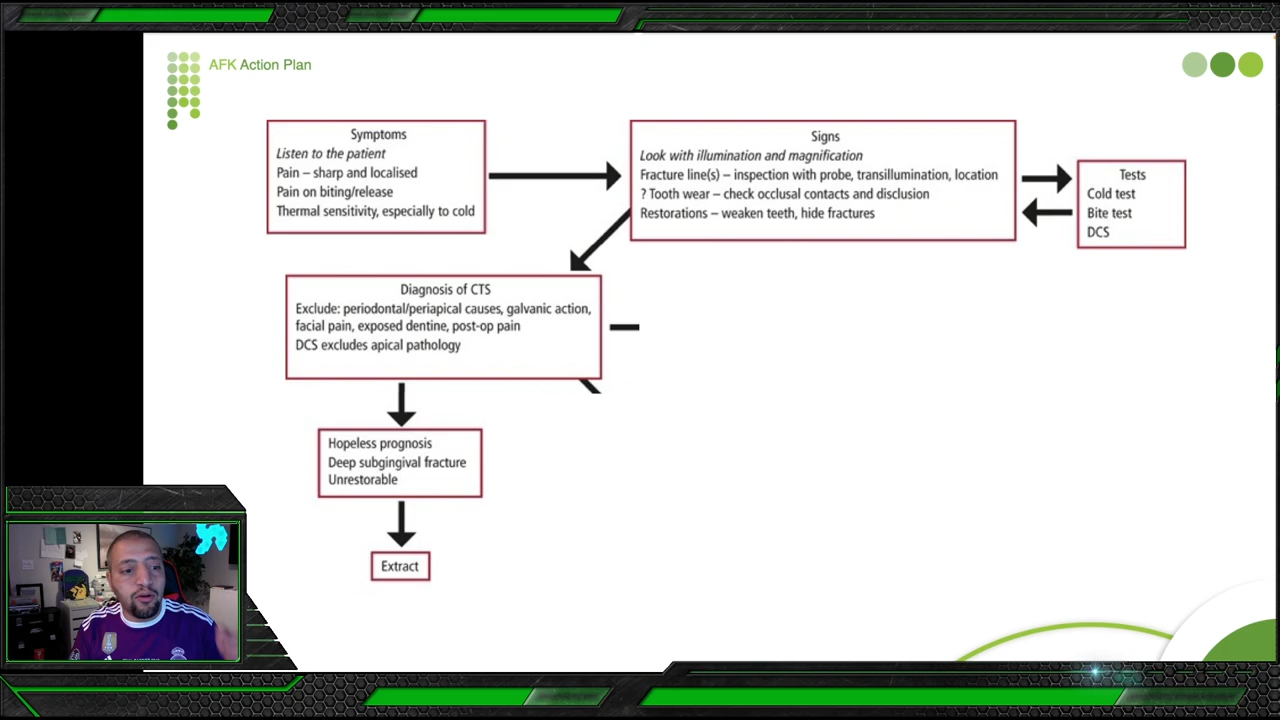 AFK Action Plan
Symptoms
Listen to the patient
Pain – sharp and localised
Pain on biting/release
Thermal sensitivity, especially to cold
Signs
Look with illumination and magnification
Fracture line(s) – inspection with probe, transillumination, location
? Tooth wear – check occlusal contacts and disclusion
Restorations – weaken teeth, hide fractures
Tests
Cold test
Bite test
DCS
Diagnosis of CTS
Exclude: periodontal/periapical causes, galvanic action,
facial pain, exposed dentine, post-op pain
DCS excludes apical pathology
Hopeless prognosis
Deep subgingival fracture
Unrestorable
Extract